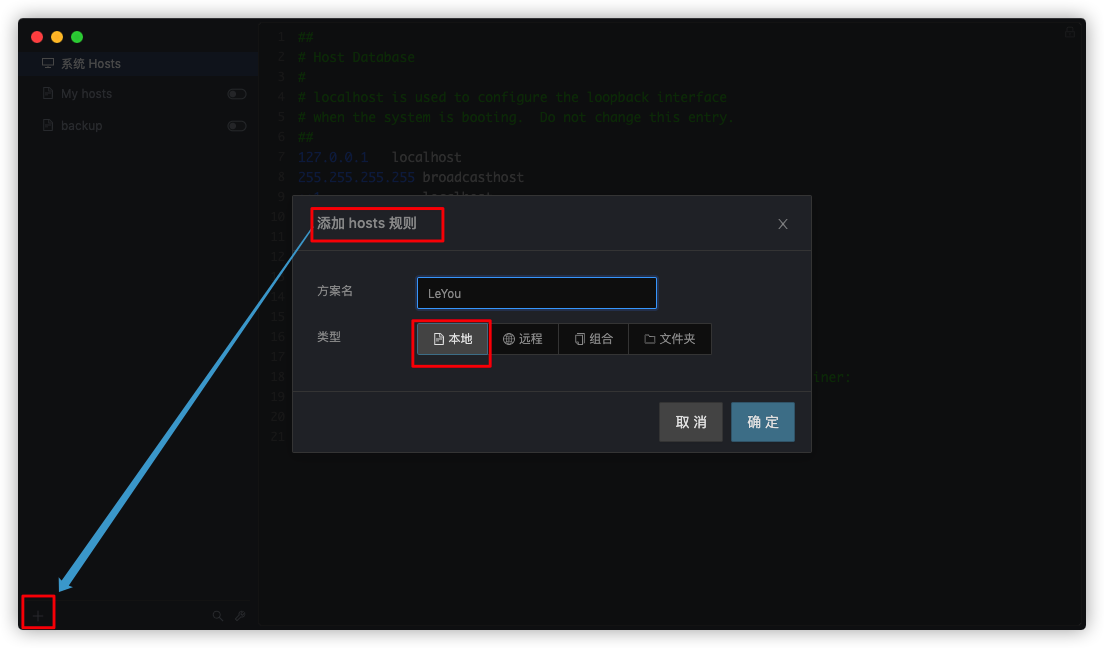 系统 Hosts
My hosts
backup
1 ##
2 # Host Database
3 #
4 # localhost is used to configure the loopback interface
5 # when the system is booting.  Do not change this entry.
6 ##
7 127.0.0.1   localhost
8 255.255.255.255 broadcasthost
9 localhost
10
11
12
14
15
16
17
18 iner:
19
20
21
添加 hosts 规则
X
方案名
LeYou
类型
本地 远程 组合 文件夹
取 消 确 定